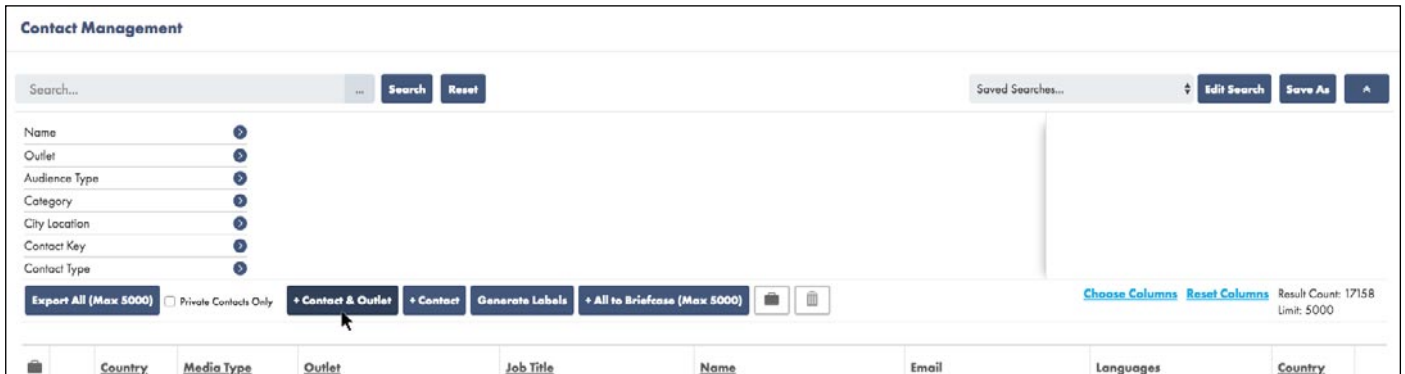 Contact Management
Search... ... Search Reset Saved Searches... Edit Search Save As
Name
Outlet
Audience Type
Category
City Location
Contact Key
Contact Type
Export All (Max 5000) Private Contacts Only + Contact & Outlet + Contact Generate Labels + All to Briefcase (Max 5000) Choose Columns Reset Columns Result Count: 17158
Limit: 5000
Country Media Type Outlet Job Title Name Email Languages Country